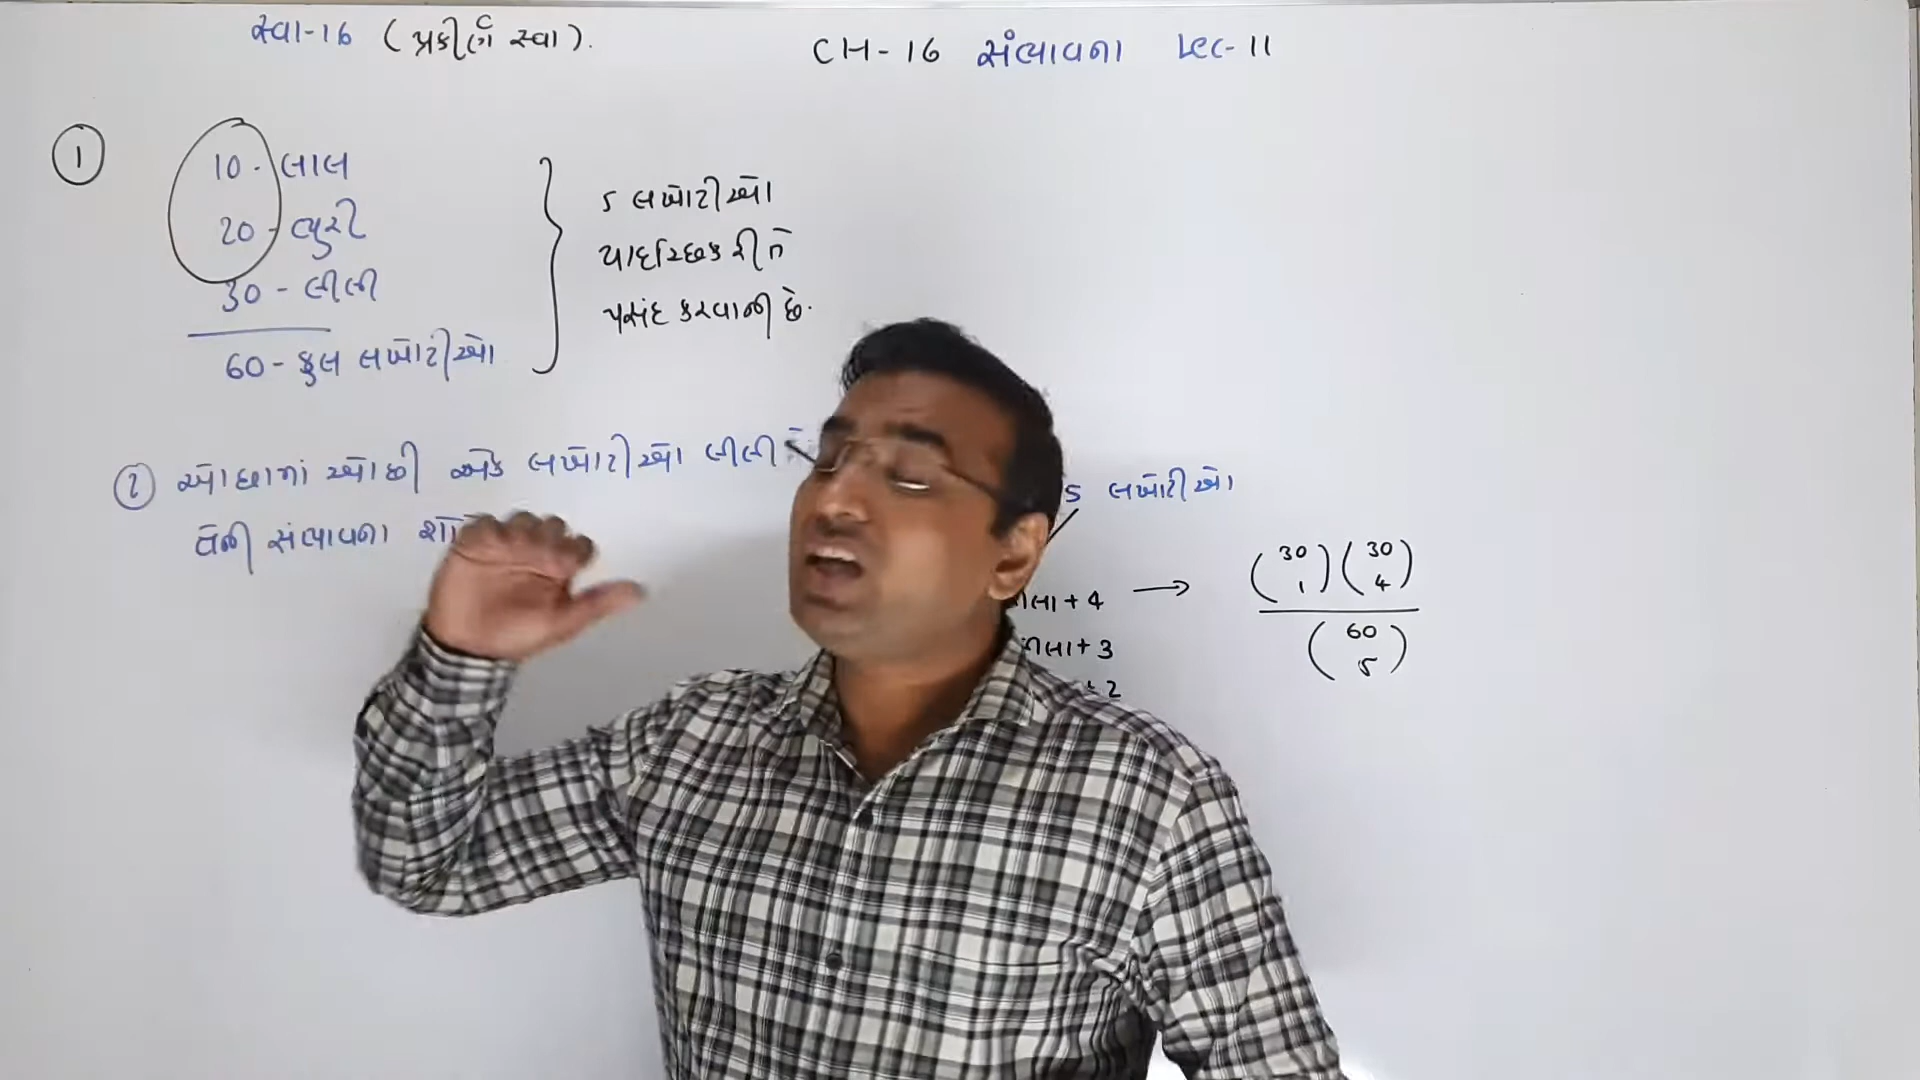 સ્વા-16 (પ્રકીર્ણ સ્વા).
CH-16 સંભાવના Lec-11
1
10 - લાલ
20 - ભૂરી
30 - લીલી
60 - કુલ લખોટીઓ
5 લખોટીઓ
યાદચ્છિક રીતે
પસંદ કરવાની છે.
2 ઓછામાં ઓછી એક લખોટીઓ લીલી
તેની સંભાવના
5 લખોટીઓ
લા + 4 → (30 1) (30 4)
(60 5)
લા + 3
+ 2